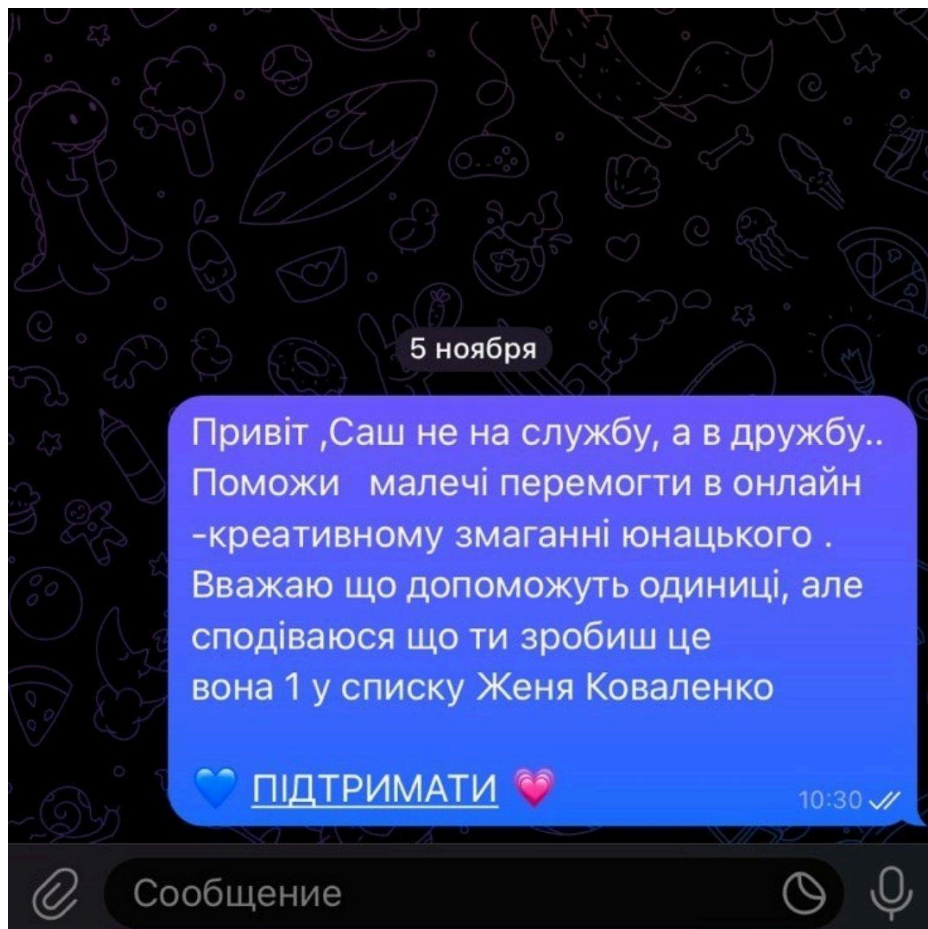 5 ноября
Привіт ,Саш не на службу, а в дружбу..
Поможи малечі перемогти в онлайн
-креативному змаганні юнацького .
Вважаю що допоможуть одиниці, але
сподіваюся що ти зробиш це
вона 1 у списку Женя Коваленко
💙 ПІДТРИМАТИ 💗
10:30
Сообщение